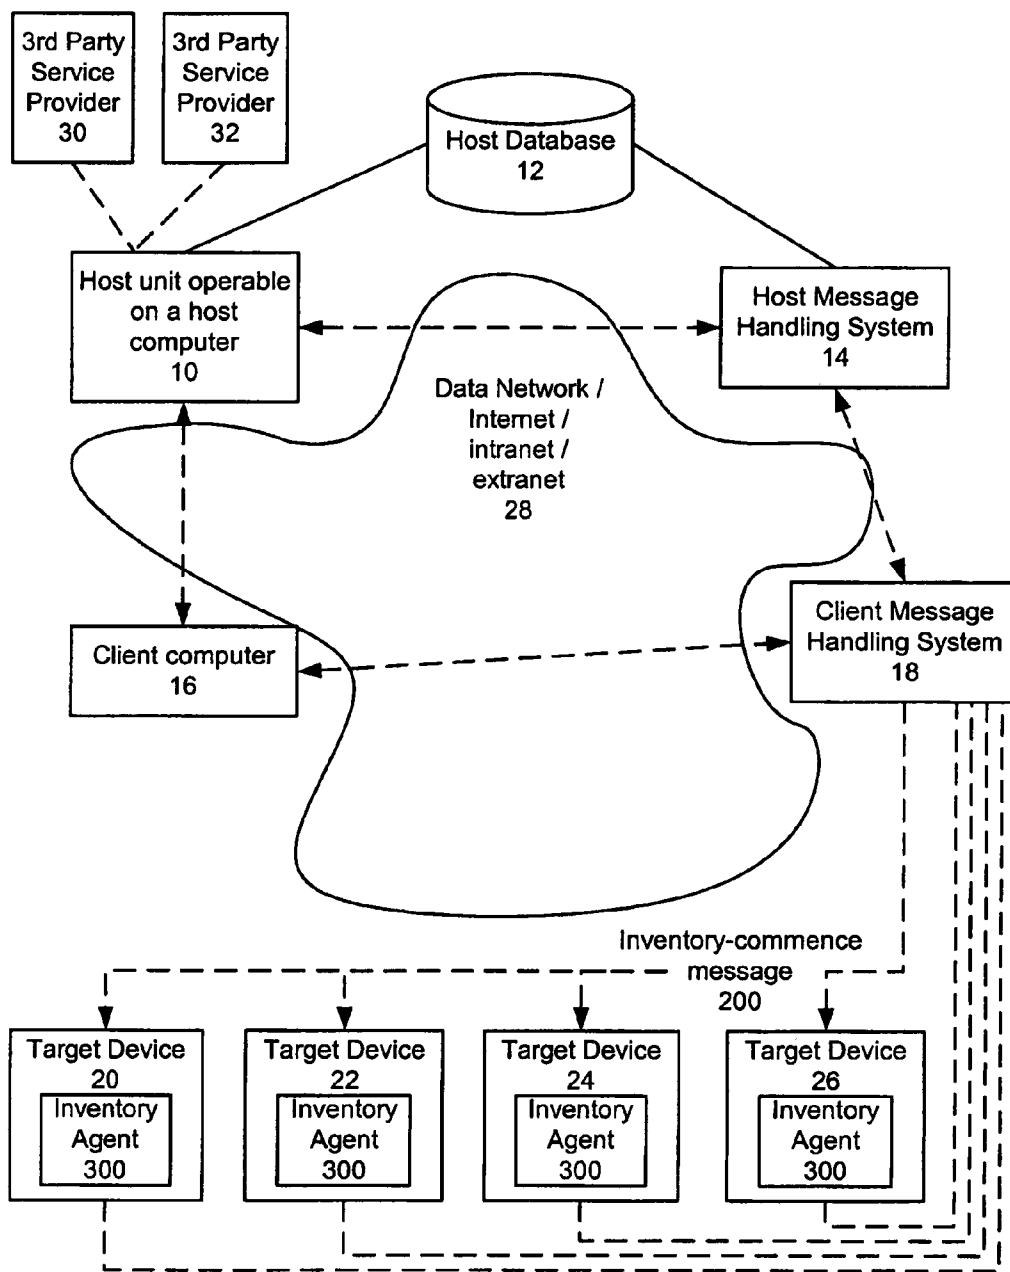 3rd Party
Service
Provider
30
3rd Party
Service
Provider
32
Host Database
12
Host unit operable
on a host
computer
10
Host Message
Handling System
14
Data Network /
Internet /
intranet /
extranet
28
Client computer
16
Client Message
Handling System
18
Inventory-commence
message
200
Target Device
20
Inventory
Agent
300
Target Device
22
Inventory
Agent
300
Target Device
24
Inventory
Agent
300
Target Device
26
Inventory
Agent
300